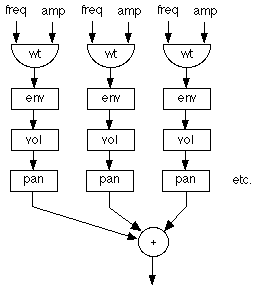 freq amp freq amp freq amp
wt wt wt
env env env
vol vol vol
pan pan pan etc.
+